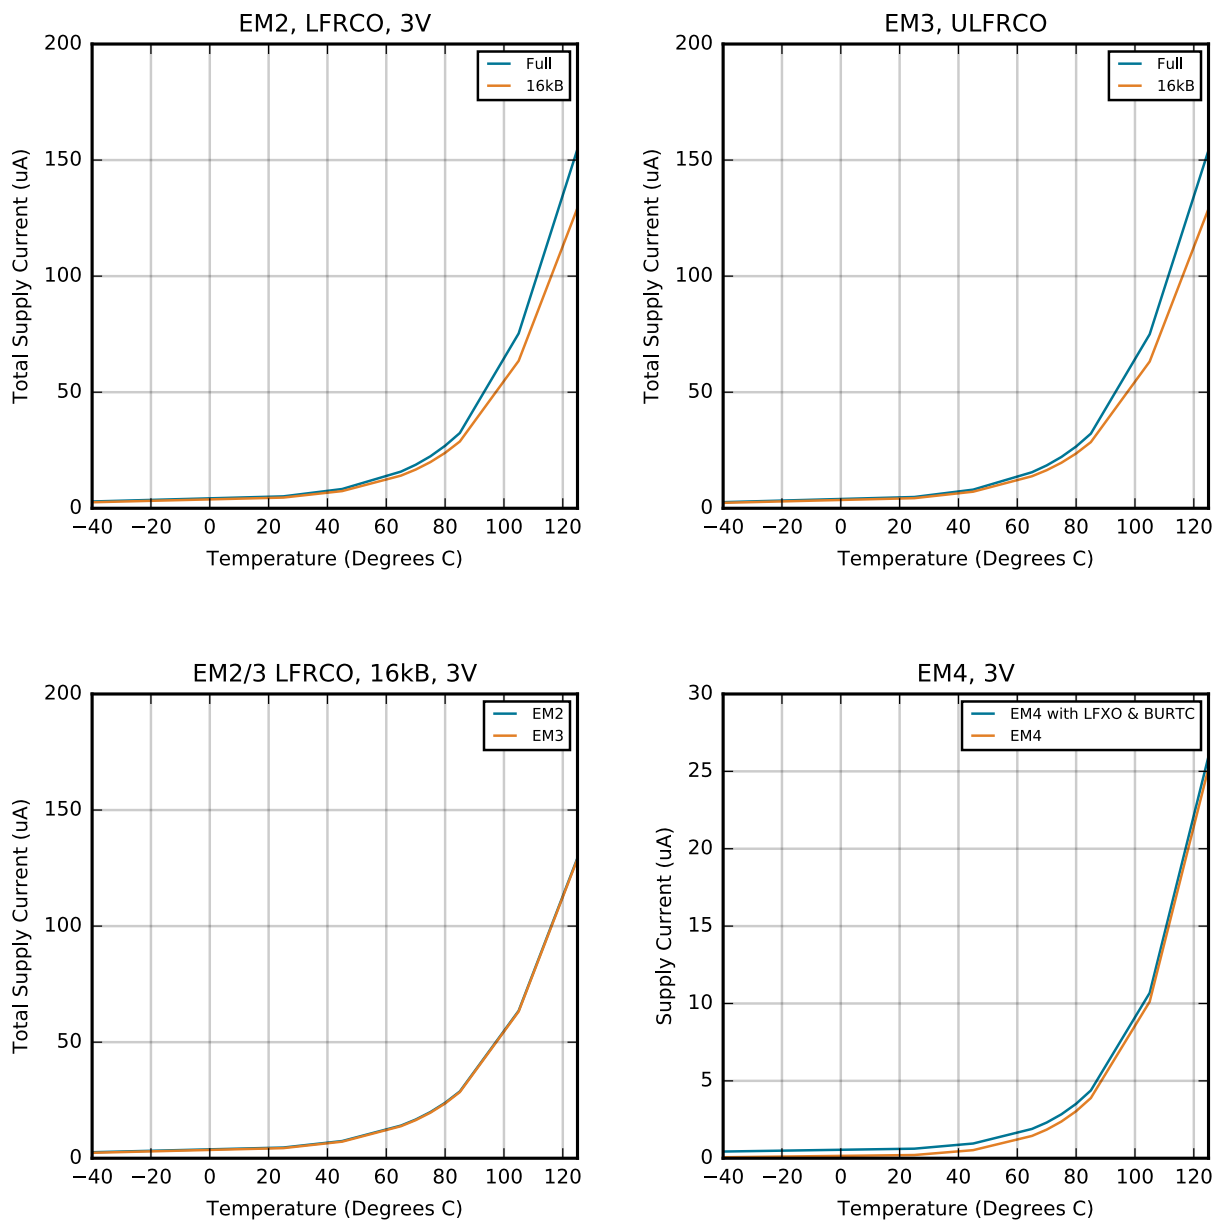 EM2, LFRCO, 3V
200
150
100
50
0
Total Supply Current (uA)
Full
16kB
−40 −20 0 20 40 60 80 100 120
Temperature (Degrees C)
EM3, ULFRCO
200
150
100
50
0
Total Supply Current (uA)
Full
16kB
−40 −20 0 20 40 60 80 100 120
Temperature (Degrees C)
EM2/3 LFRCO, 16kB, 3V
200
150
100
50
0
Total Supply Current (uA)
EM2
EM3
−40 −20 0 20 40 60 80 100 120
Temperature (Degrees C)
EM4, 3V
30
25
20
15
10
5
0
Supply Current (uA)
EM4 with LFXO & BURTC
EM4
−40 −20 0 20 40 60 80 100 120
Temperature (Degrees C)